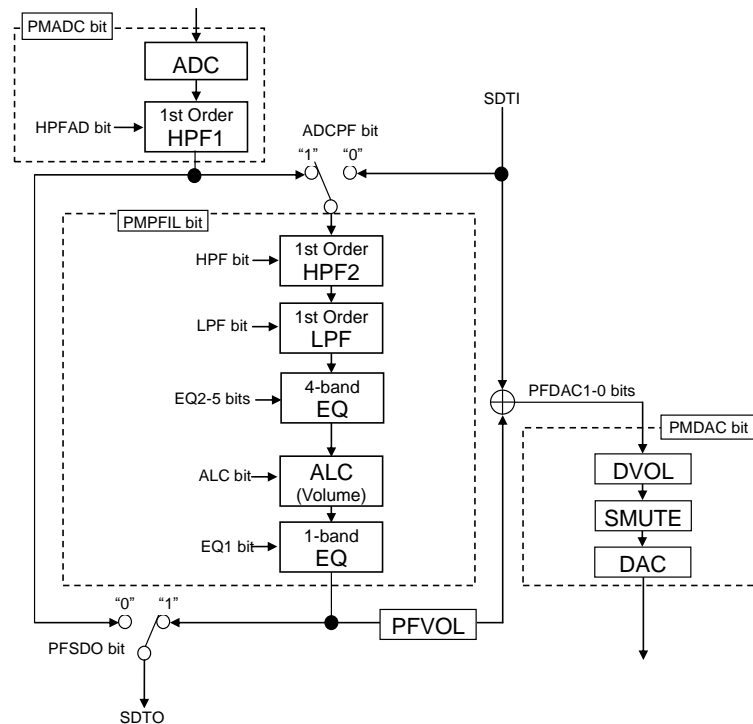 PMADC bit
ADC
1st Order
HPF1
HPFAD bit
SDTI
ADCPF bit
“1” “0”
PMPFIL bit
1st Order
HPF2
HPF bit
1st Order
LPF
LPF bit
4-band
EQ
EQ2-5 bits
PFDAC1-0 bits
PMDAC bit
ALC
(Volume)
ALC bit
DVOL
SMUTE
DAC
1-band
EQ
EQ1 bit
“0” “1”
PFVOL
PFSDO bit
SDTO